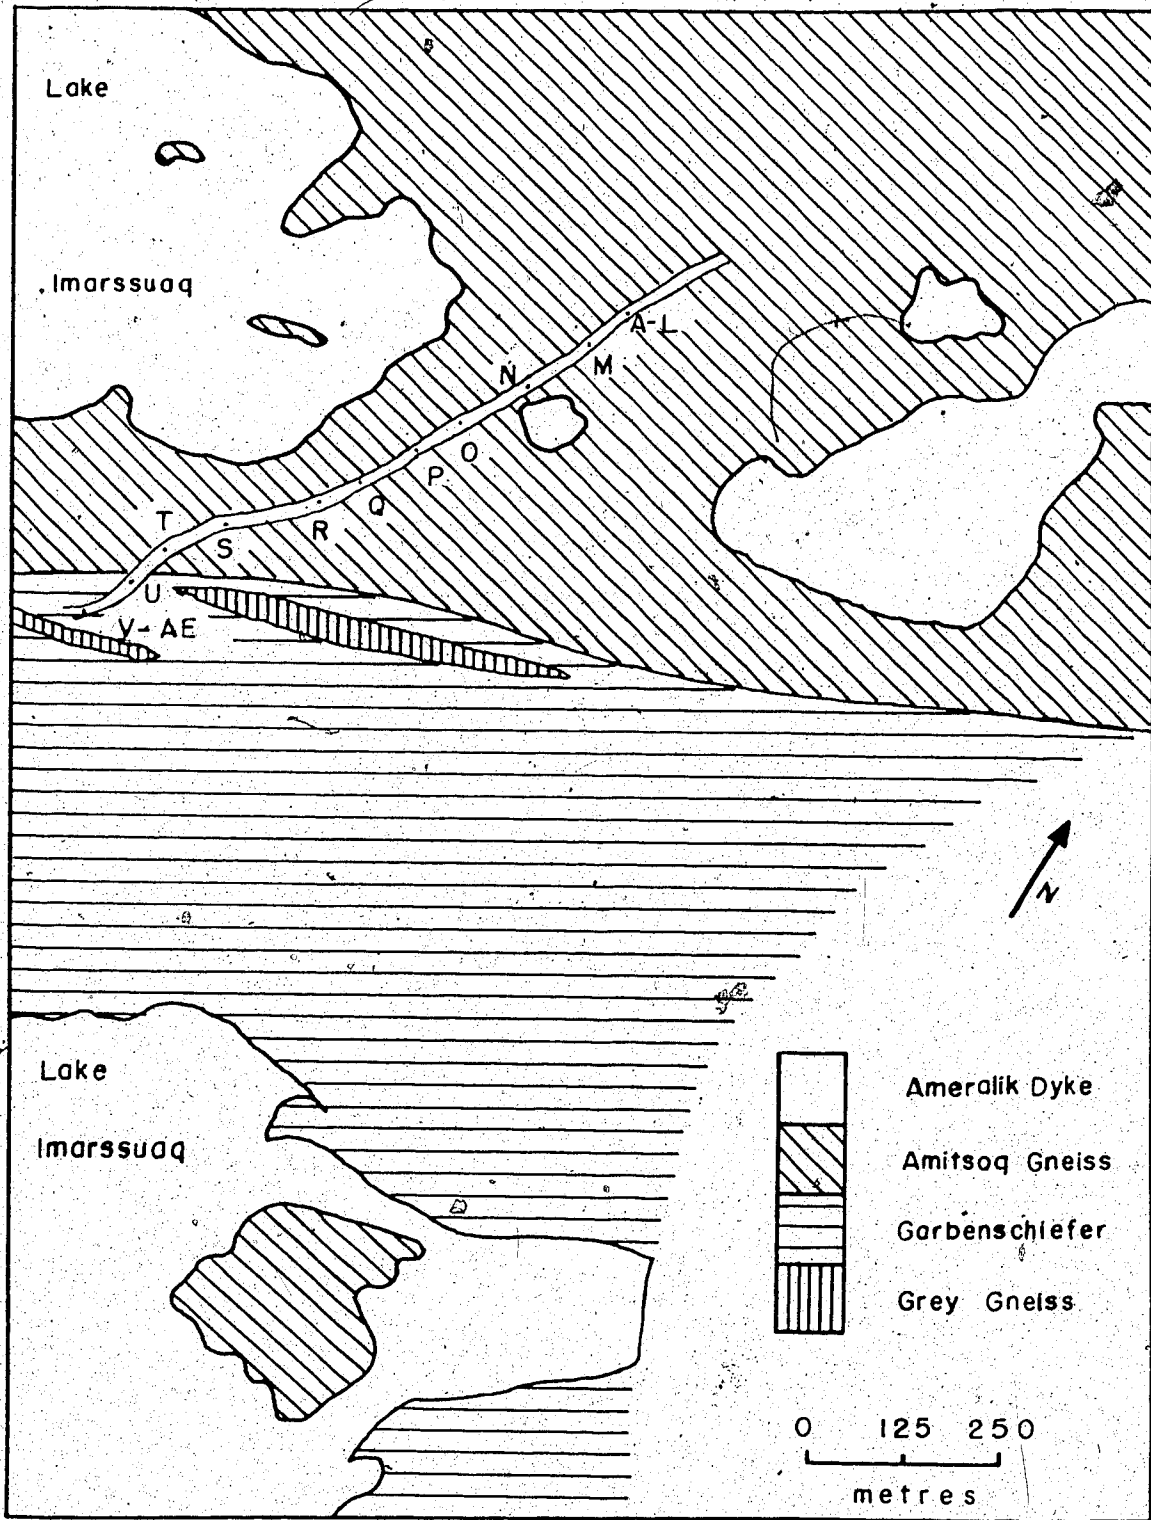 Lake
Imarssuaq
A-L
M
N
O
P
Q
R
S
T
U
V-AE
N
Lake
Imarssuaq
Ameralik Dyke
Amitsoq Gneiss
Garbenschiefer
Grey Gneiss
0 125 250
metres